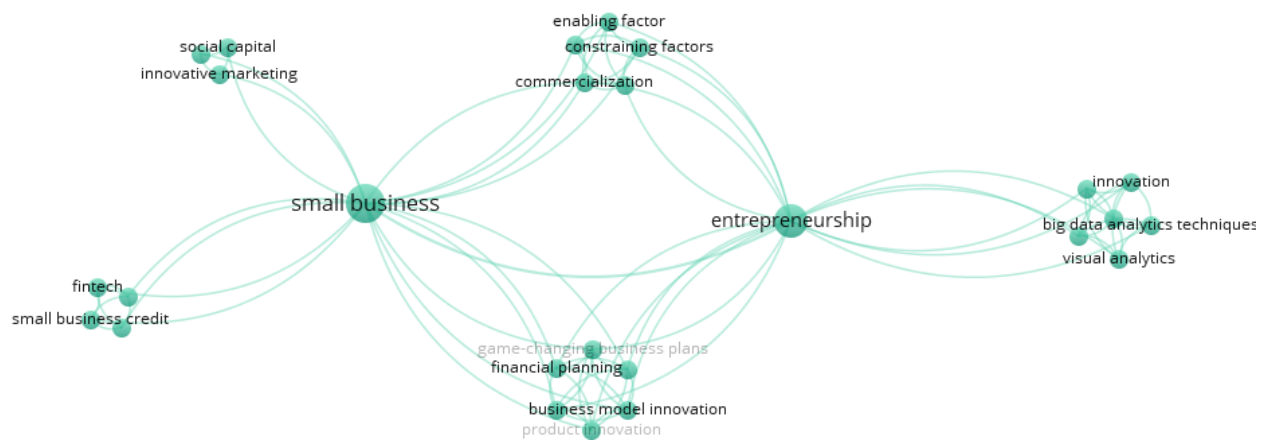 enabling factor
social capital
constraining factors
innovative marketing
commercialization
innovation
small business
entrepreneurship
big data analytics techniques
visual analytics
fintech
small business credit
game-changing business plans
financial planning
business model innovation
product innovation